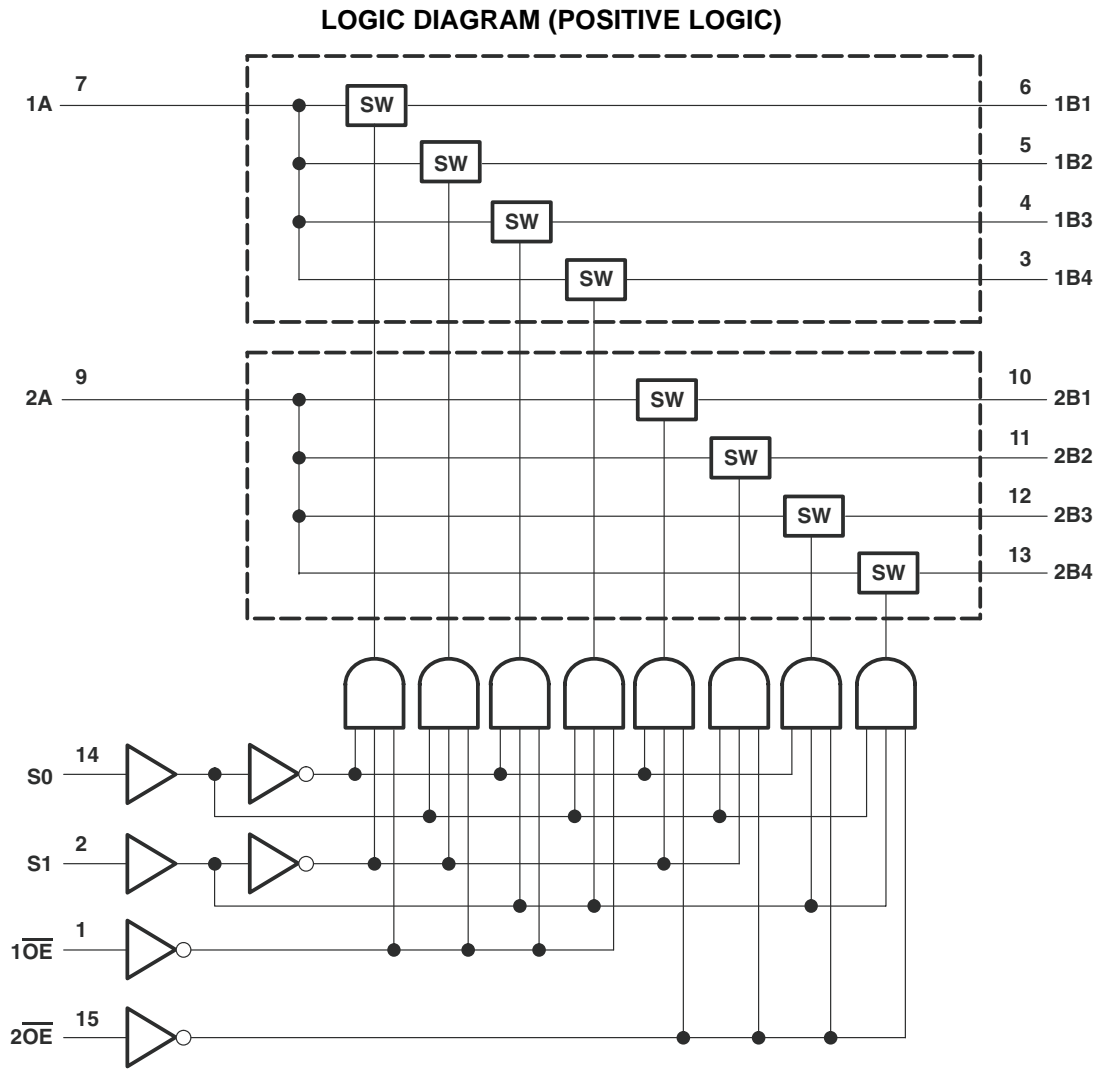 LOGIC DIAGRAM (POSITIVE LOGIC)
1A 7 SW 6 1B1
SW 5 1B2
SW 4 1B3
SW 3 1B4
2A 9 SW 10 2B1
SW 11 2B2
SW 12 2B3
SW 13 2B4
S0 14
S1 2
1O̅E̅ 1
2O̅E̅ 15